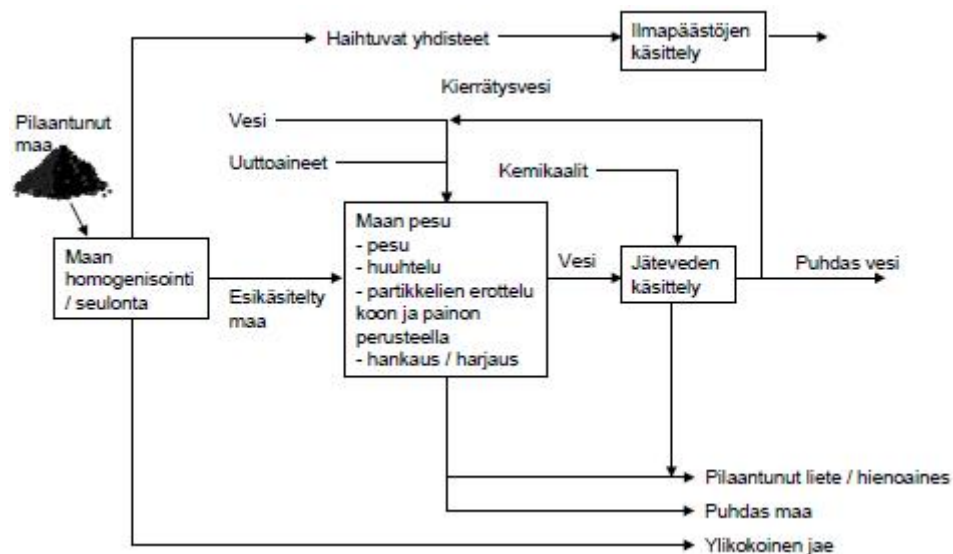 Haihtuvat yhdisteet
Ilmapäästöjen
käsittely
Kierrätysvesi
Pilaantunut
maa
Vesi
Uuttoaineet
Kemikaalit
Maan
homogenisointi
/ seulonta
Esikäsitelty
maa
Maan pesu
- pesu
- huuhtelu
- partikkelien erottelu
koon ja painon
perusteella
- hankaus / harjaus
Vesi
Jäteveden
käsittely
Puhdas vesi
Pilaantunut liete / hienoaines
Puhdas maa
Ylikokoinen jae